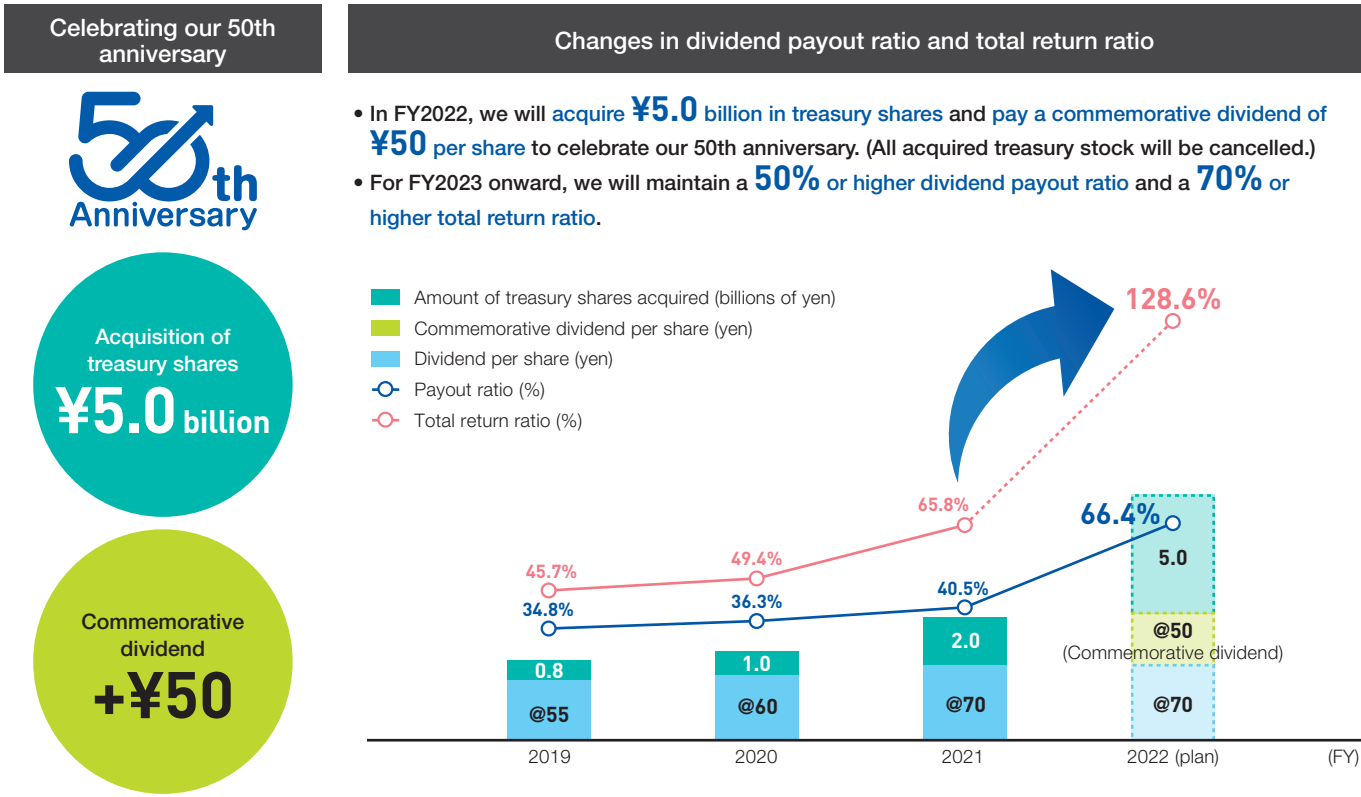 Celebrating our 50th
anniversary
50th
Anniversary
Acquisition of
treasury shares
¥5.0 billion
Commemorative
dividend
+¥50
Changes in dividend payout ratio and total return ratio
• In FY2022, we will acquire ¥5.0 billion in treasury shares and pay a commemorative dividend of
¥50 per share to celebrate our 50th anniversary. (All acquired treasury stock will be cancelled.)
• For FY2023 onward, we will maintain a 50% or higher dividend payout ratio and a 70% or
higher total return ratio.
Amount of treasury shares acquired (billions of yen)
Commemorative dividend per share (yen)
Dividend per share (yen)
Payout ratio (%)
Total return ratio (%)
128.6%
65.8%
66.4%
49.4%
45.7%
40.5%
36.3%
34.8%
5.0
2.0
1.0
0.8
@50
(Commemorative dividend)
@55
@60
@70
@70
2019
2020
2021
2022 (plan)
(FY)